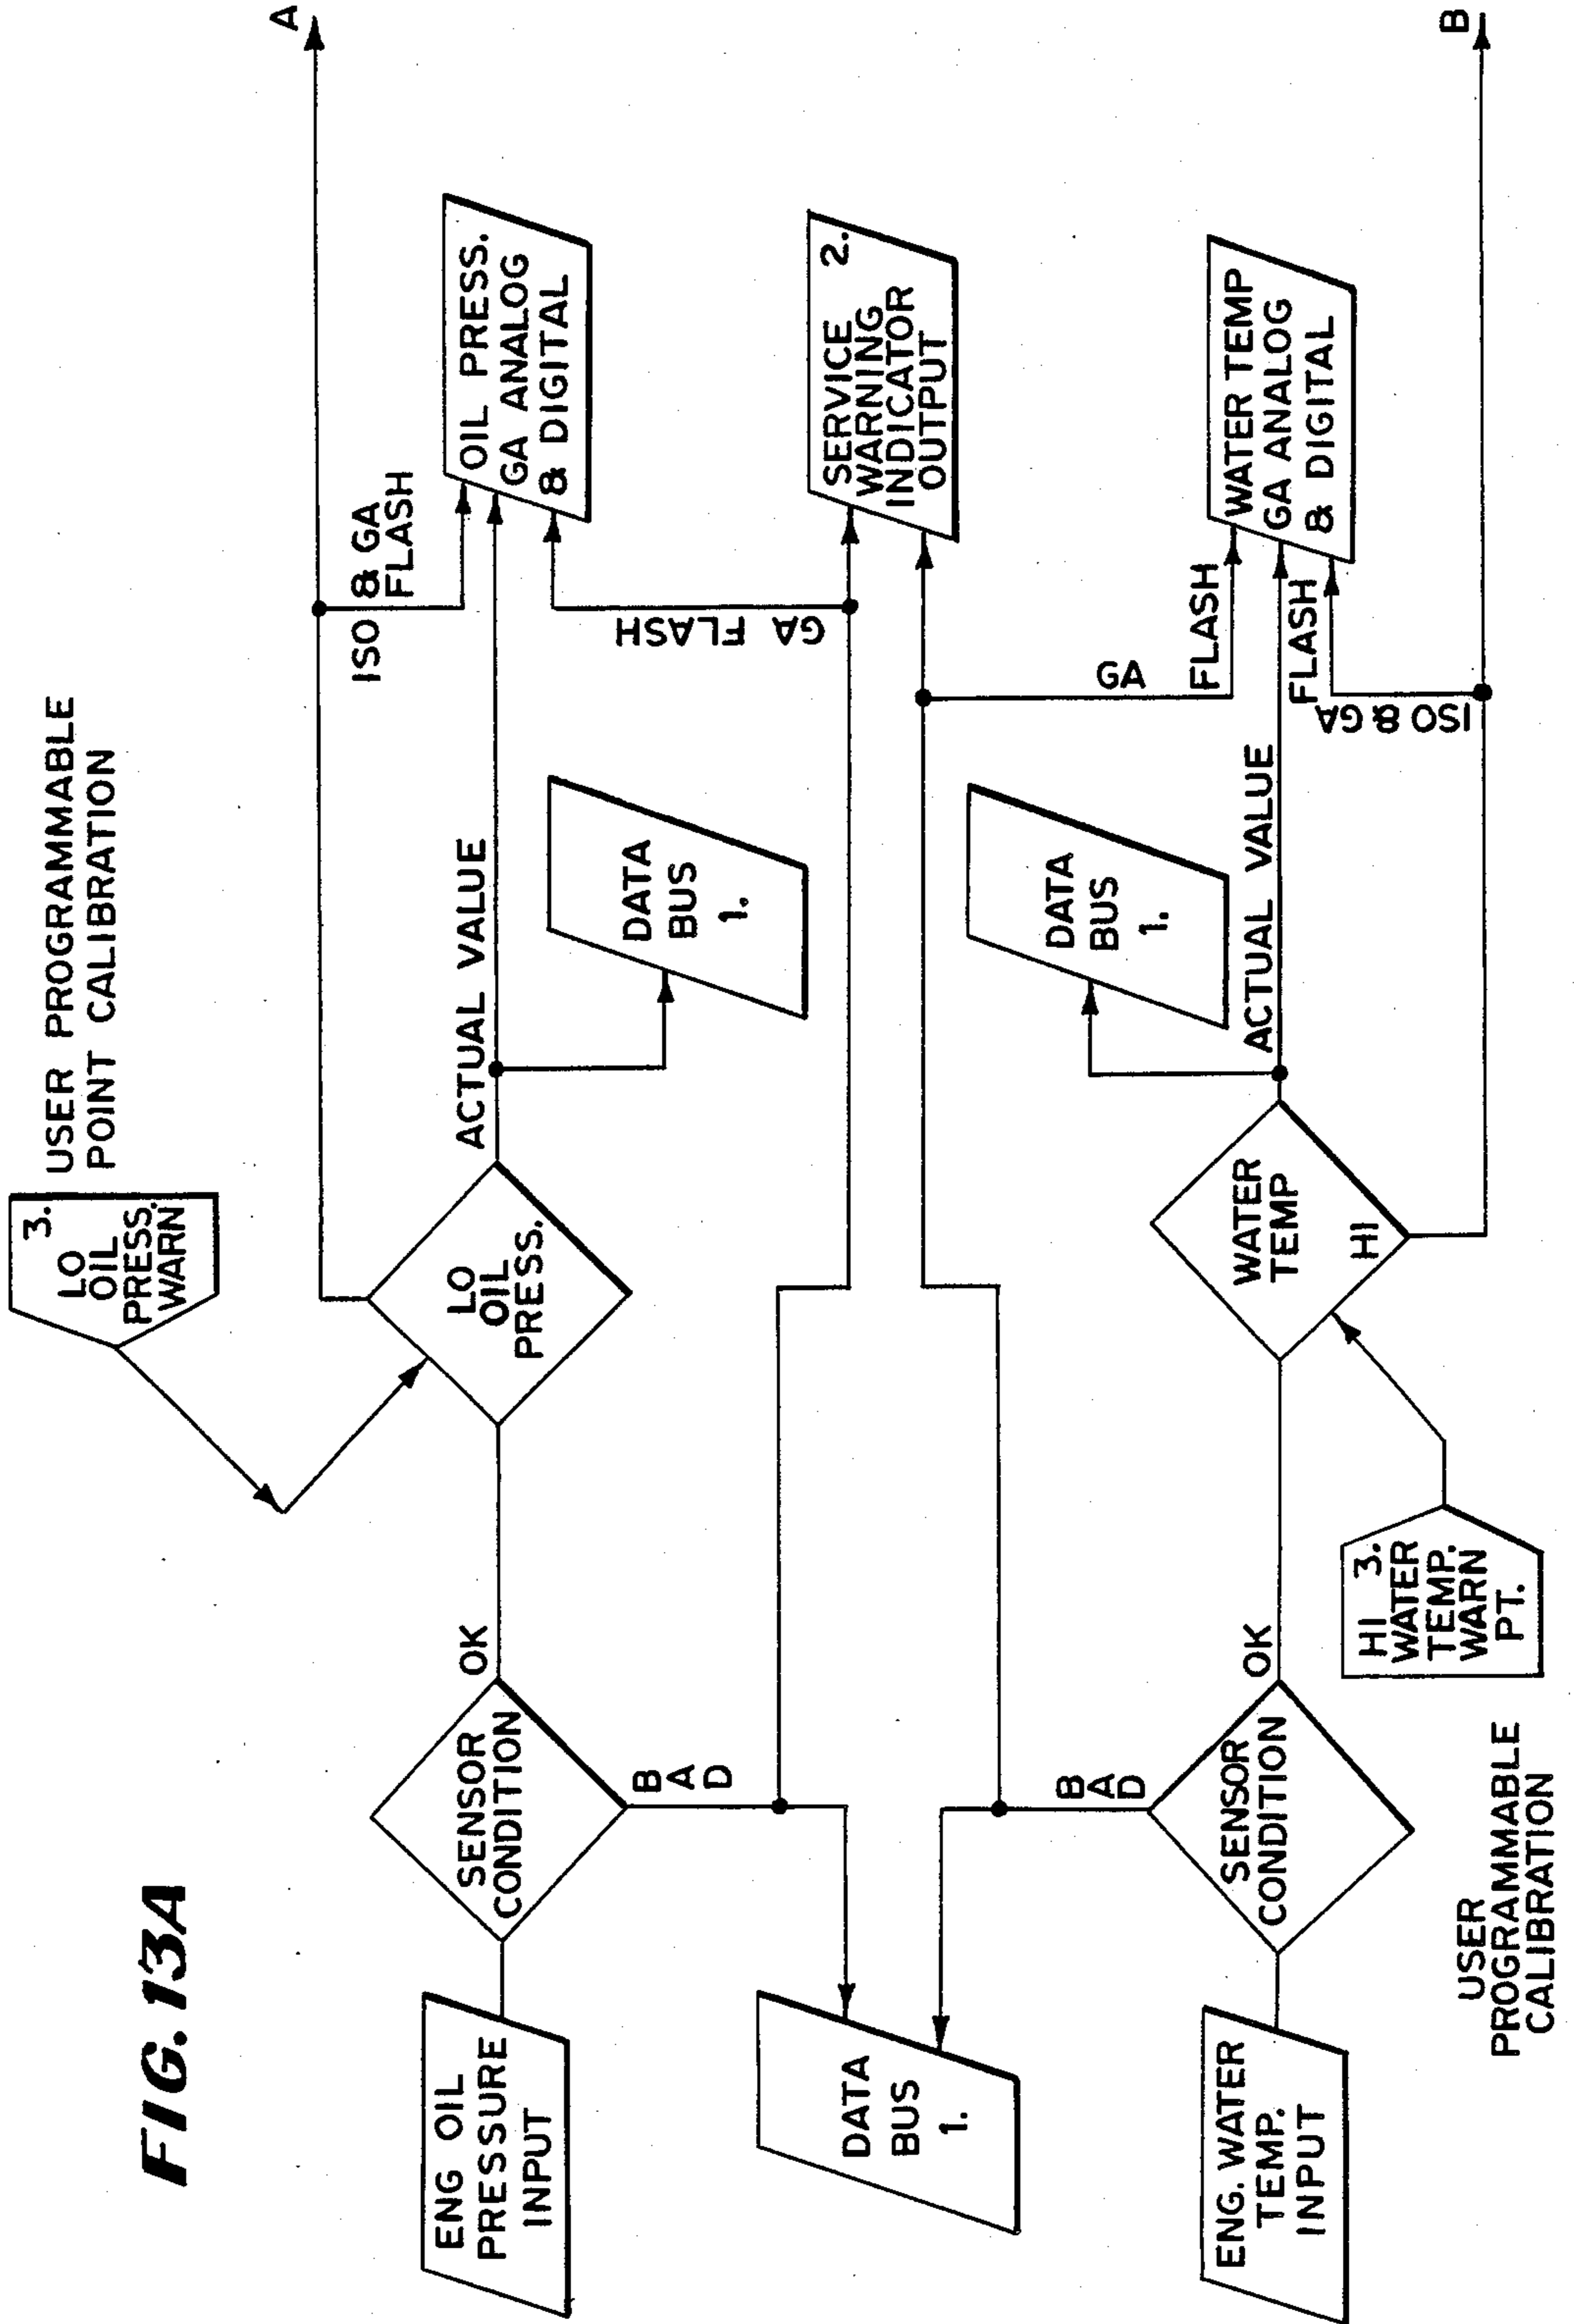 FIG. 13A
USER PROGRAMMABLE
POINT CALIBRATION
3.
LO
OIL
PRESS.
WARN
A
ENG OIL
PRESSURE
INPUT
SENSOR
CONDITION
OK
BAD
LO
OIL
PRESS.
ACTUAL VALUE
ISO & GA
FLASH
OIL PRESS.
GA ANALOG
& DIGITAL
DATA
BUS
1.
GA FLASH
DATA
BUS
1.
SERVICE 2.
WARNING
INDICATOR
OUTPUT
ENG. WATER
TEMP.
INPUT
SENSOR
CONDITION
BAD
OK
WATER
TEMP
HI
DATA
BUS
1.
ACTUAL VALUE
GA
FLASH
FLASH
ISO & GA
WATER TEMP
GA ANALOG
& DIGITAL
HI 3.
WATER
TEMP.
WARN
PT.
USER
PROGRAMMABLE
CALIBRATION
B